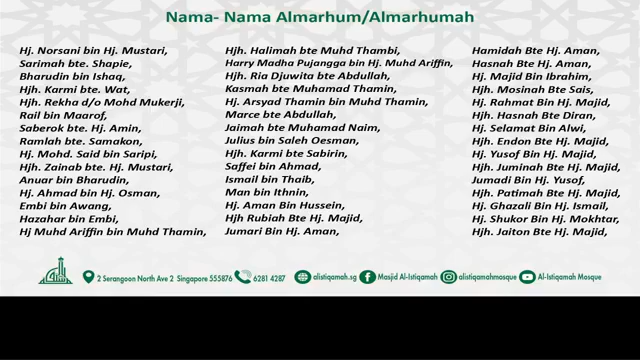 Nama- Nama Almarhum/Almarhumah
Hj. Norsani bin Hj. Mustari,
Sarimah bte. Shapie,
Bharudin bin Ishaq,
Hjh. Karmi bte. Wat,
Hjh. Rekha d/o Mohd Mukerji,
Rail bin Maarof,
Saberok bte. Hj. Amin,
Ramlah bte. Samakon,
Hj. Mohd. Said bin Saripi,
Hjh. Zainab bte. Hj. Mustari,
Anuar bin Bharudin,
Hj. Ahmad bin Hj. Osman,
Embi bin Awang,
Hazahar bin Embi,
Hj Muhd Ariffin bin Muhd Thamin,
Hjh. Halimah bte Muhd Thambi,
Harry Madha Pujangga bin Hj. Muhd Ariffin,
Hjh. Ria Djuwita bte Abdullah,
Kasmah bte Muhamad Thamin,
Hj. Arsyad Thamin bin Muhd Thamin,
Marce bte Abdullah,
Jaimah bte Muhamad Naim,
Julius bin Saleh Oesman,
Hjh. Karmi bte Sabirin,
Saffei bin Ahmad,
Ismail bin Thaib,
Man bin Ithnin,
Hj. Aman Bin Hussein,
Hjh Rubiah Bte Hj. Majid,
Jumari Bin Hj. Aman,
Hamidah Bte Hj. Aman,
Hasnah Bte Hj. Aman,
Hj. Majid Bin Ibrahim,
Hjh. Mosinah Bte Sais,
Hj. Rahmat Bin Hj. Majid,
Hjh. Hasnah Bte Diran,
Hj. Selamat Bin Alwi,
Hjh. Endon Bte Hj. Majid,
Hj. Yusof Bin Hj. Majid,
Hjh. Juminah Bte Hj. Majid,
Jumadi Bin Hj. Yusof,
Hjh. Patimah Bte Hj. Majid,
Hj. Ghazali Bin Hj. Ismail,
Hj. Shukor Bin Hj. Mokhtar,
Hjh. Jaiton Bte Hj. Majid,
2 Serangoon North Ave 2 Singapore 555876
6281 4287
alistiqamah.sg
Masjid Al-Istiqamah
alistiqamahmosque
Al-Istiqamah Mosque